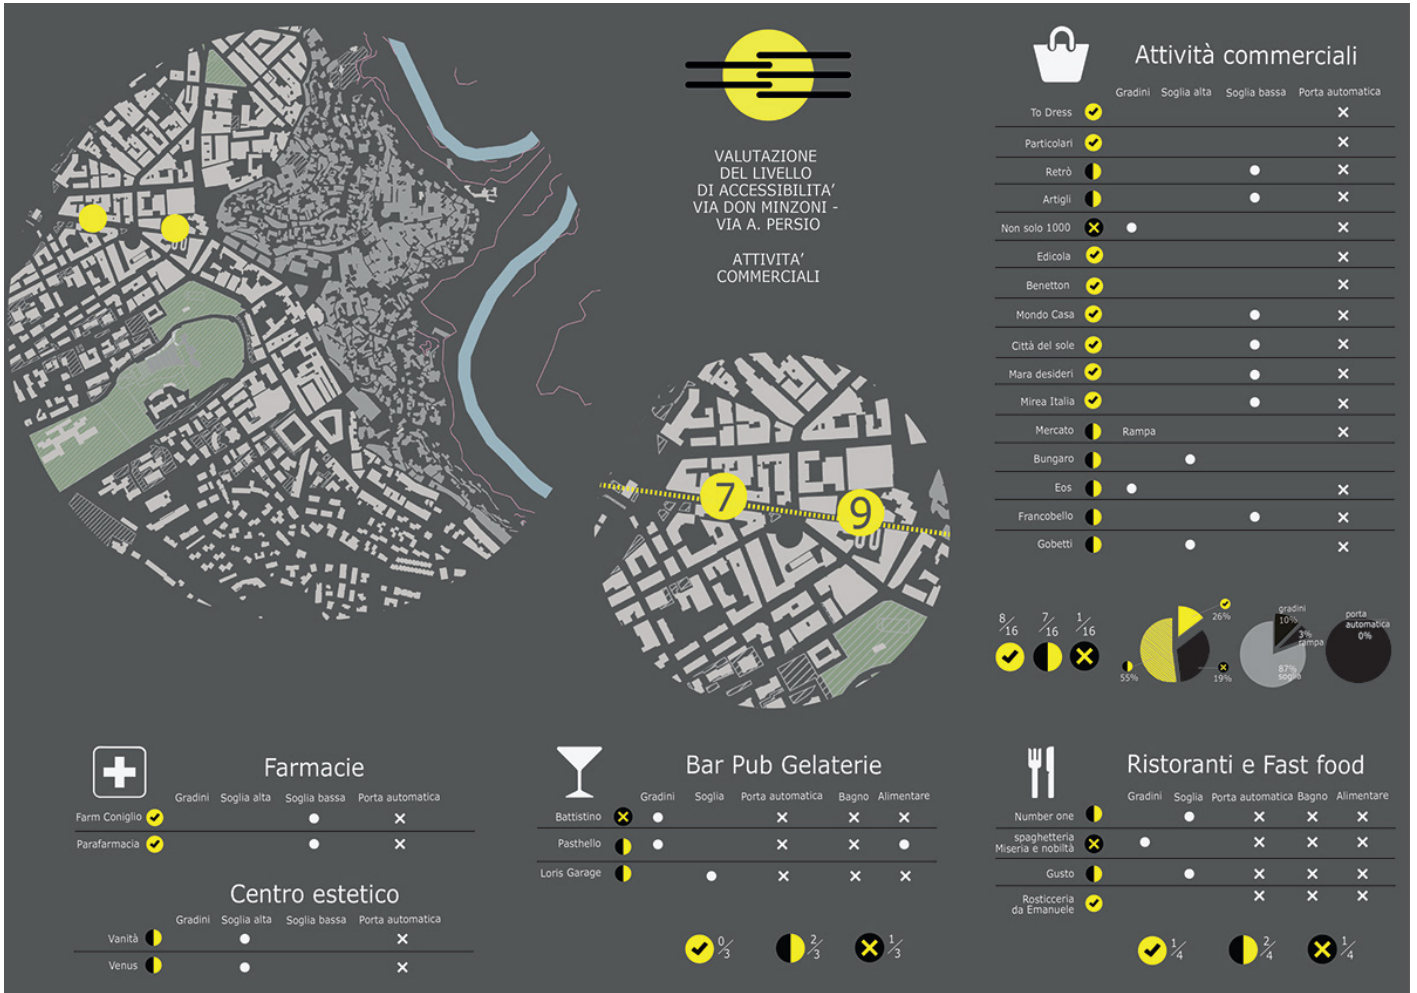 VALUTAZIONE
DEL LIVELLO
DI ACCESSIBILITA'
VIA DON MINZONI -
VIA A. PERSIO
ATTIVITA'
COMMERCIALI
7
9
Attività commerciali
Gradini Soglia alta Soglia bassa Porta automatica
To Dress
Particolari
Retrò
Artigli
Non solo 1000
Edicola
Benetton
Mondo Casa
Città del sole
Mara desideri
Mirea Italia
Mercato Rampa
Bungaro
Eos
Francobello
Gobetti
8/16 7/16 1/16
26%
55%
19%
gradini
10%
3%
rampa
87%
soglia
porta
automatica
0%
Farmacie
Gradini Soglia alta Soglia bassa Porta automatica
Farm Coniglio
Parafarmacia
Centro estetico
Gradini Soglia alta Soglia bassa Porta automatica
Vanità
Venus
Bar Pub Gelaterie
Gradini Soglia Porta automatica Bagno Alimentare
Battistino
Pasthello
Loris Garage
0/3 2/3 1/3
Ristoranti e Fast food
Gradini Soglia Porta automatica Bagno Alimentare
Number one
spaghetteria
Miseria e nobiltà
Gusto
Rosticceria
da Emanuele
1/4 2/4 1/4